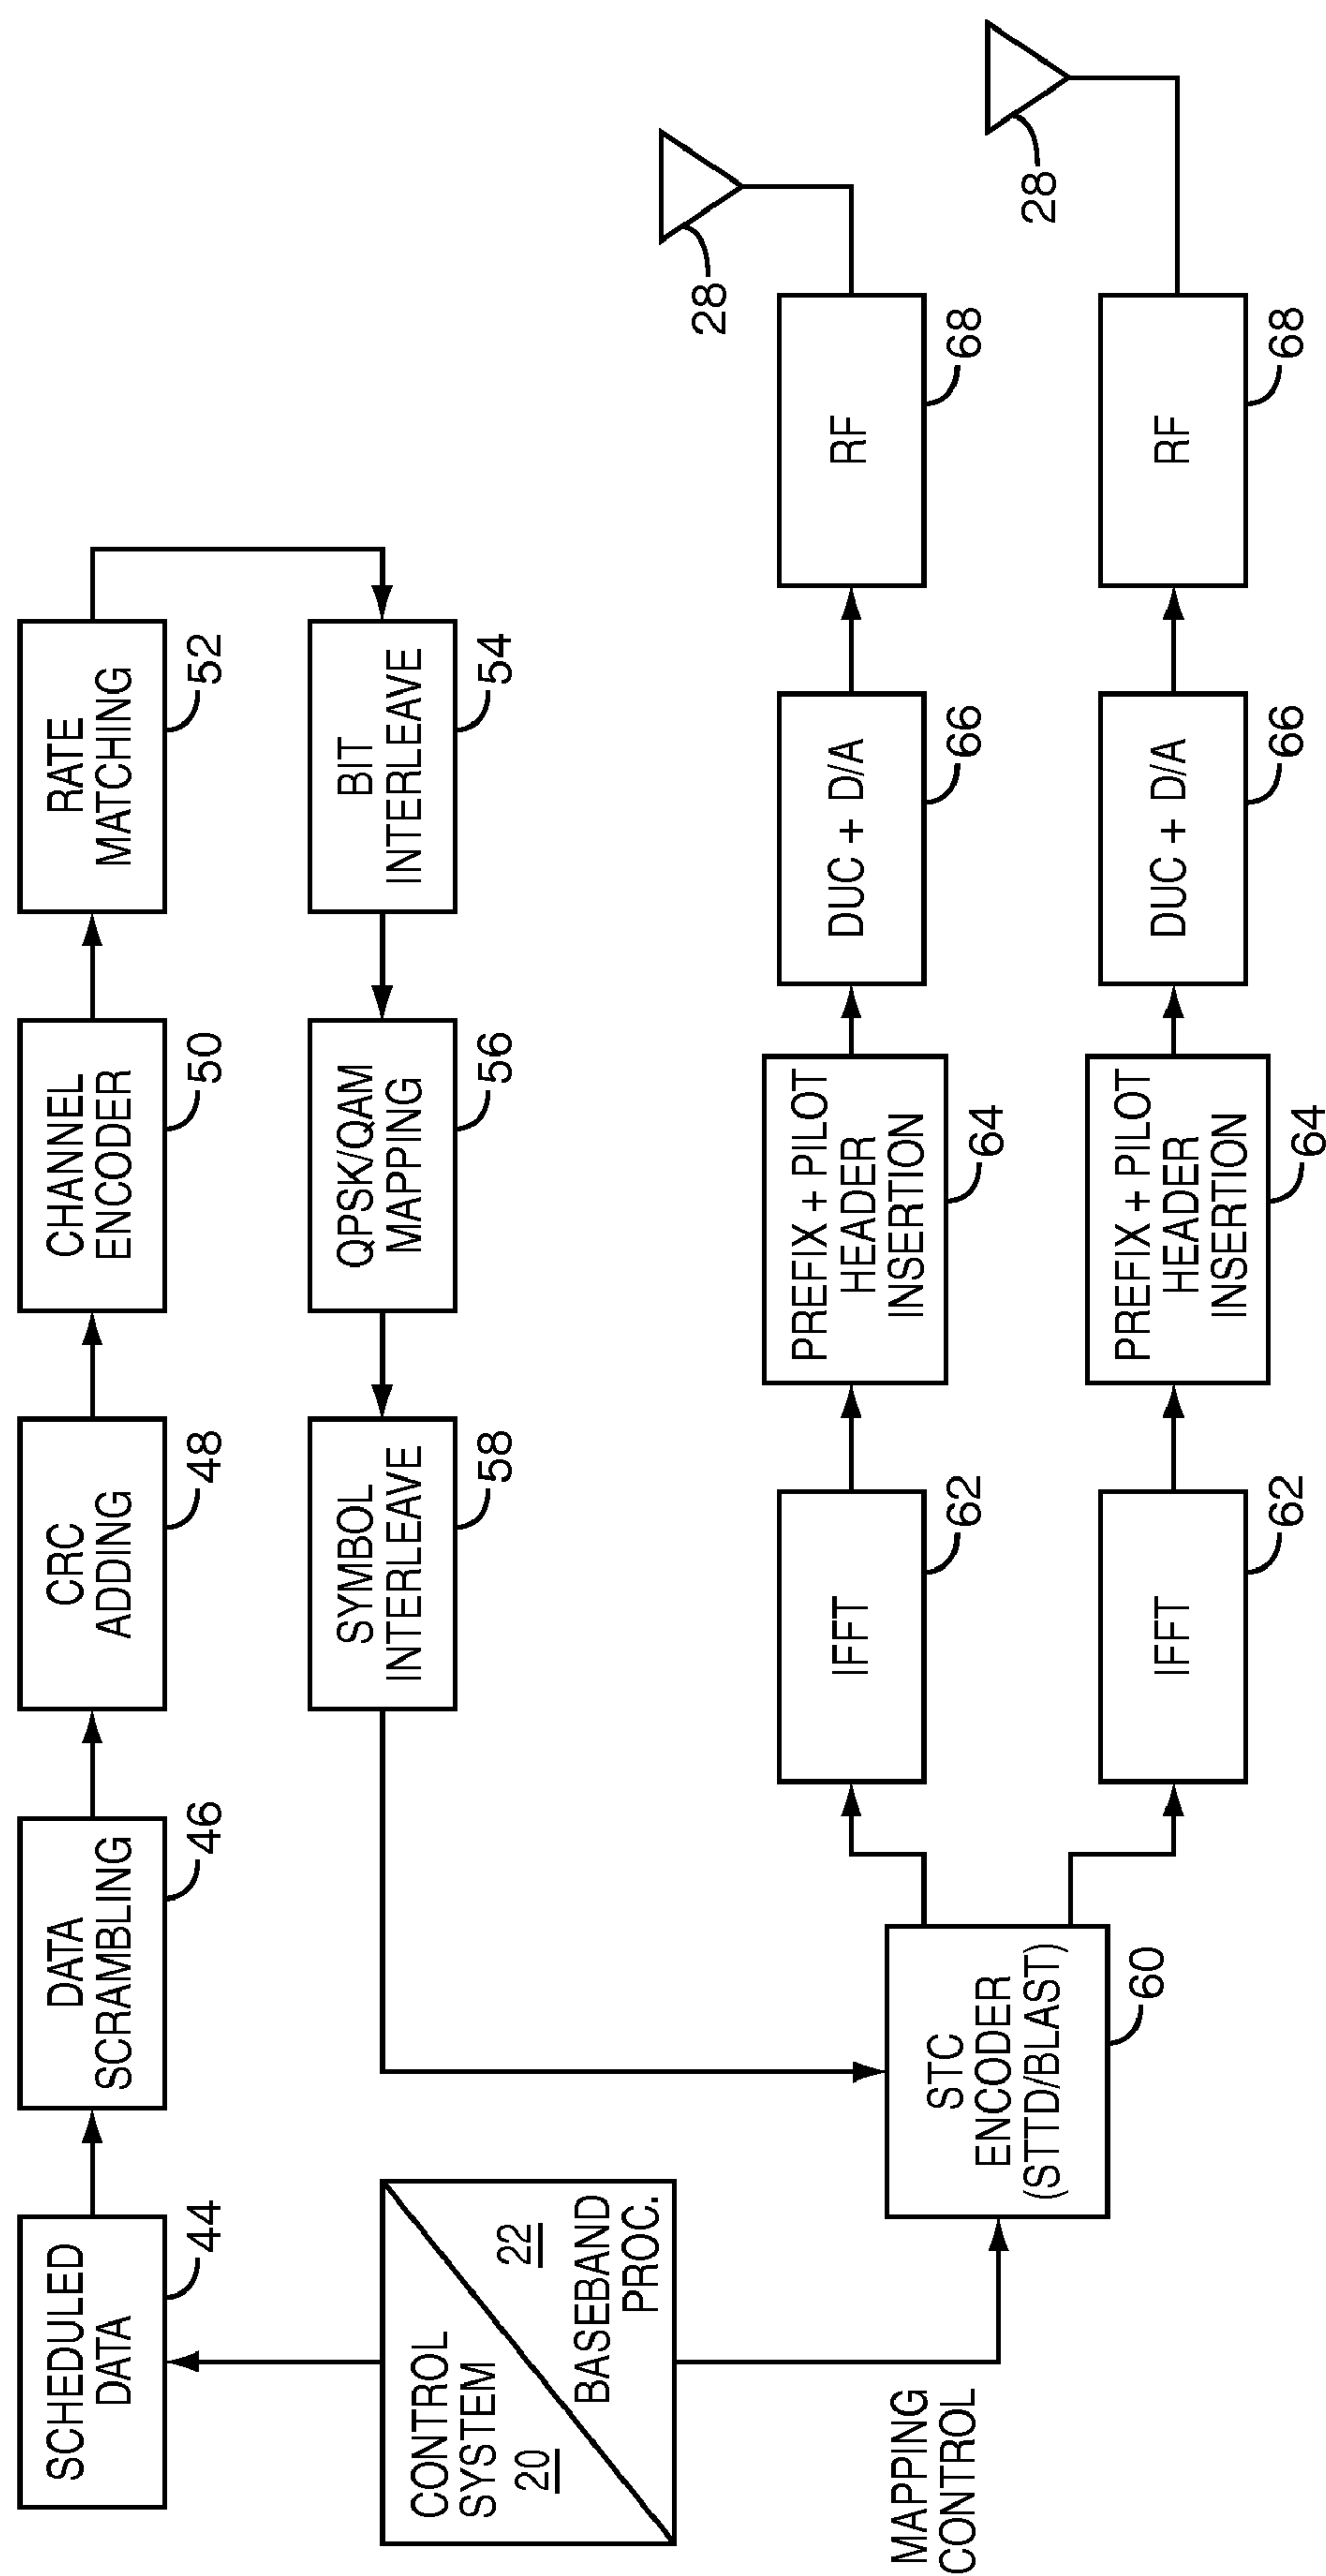 SCHEDULED
DATA
44
DATA
SCRAMBLING
46
CRC
ADDING
48
CHANNEL
ENCODER
50
RATE
MATCHING
52
BIT
INTERLEAVE
54
QPSK/QAM
MAPPING
56
SYMBOL
INTERLEAVE
58
CONTROL
SYSTEM
20
22
BASEBAND
PROC.
MAPPING
CONTROL
STC
ENCODER
(STTD/BLAST)
60
IFFT
62
PREFIX + PILOT
HEADER
INSERTION
64
DUC + D/A
66
RF
68
28
IFFT
62
PREFIX + PILOT
HEADER
INSERTION
64
DUC + D/A
66
RF
68
28